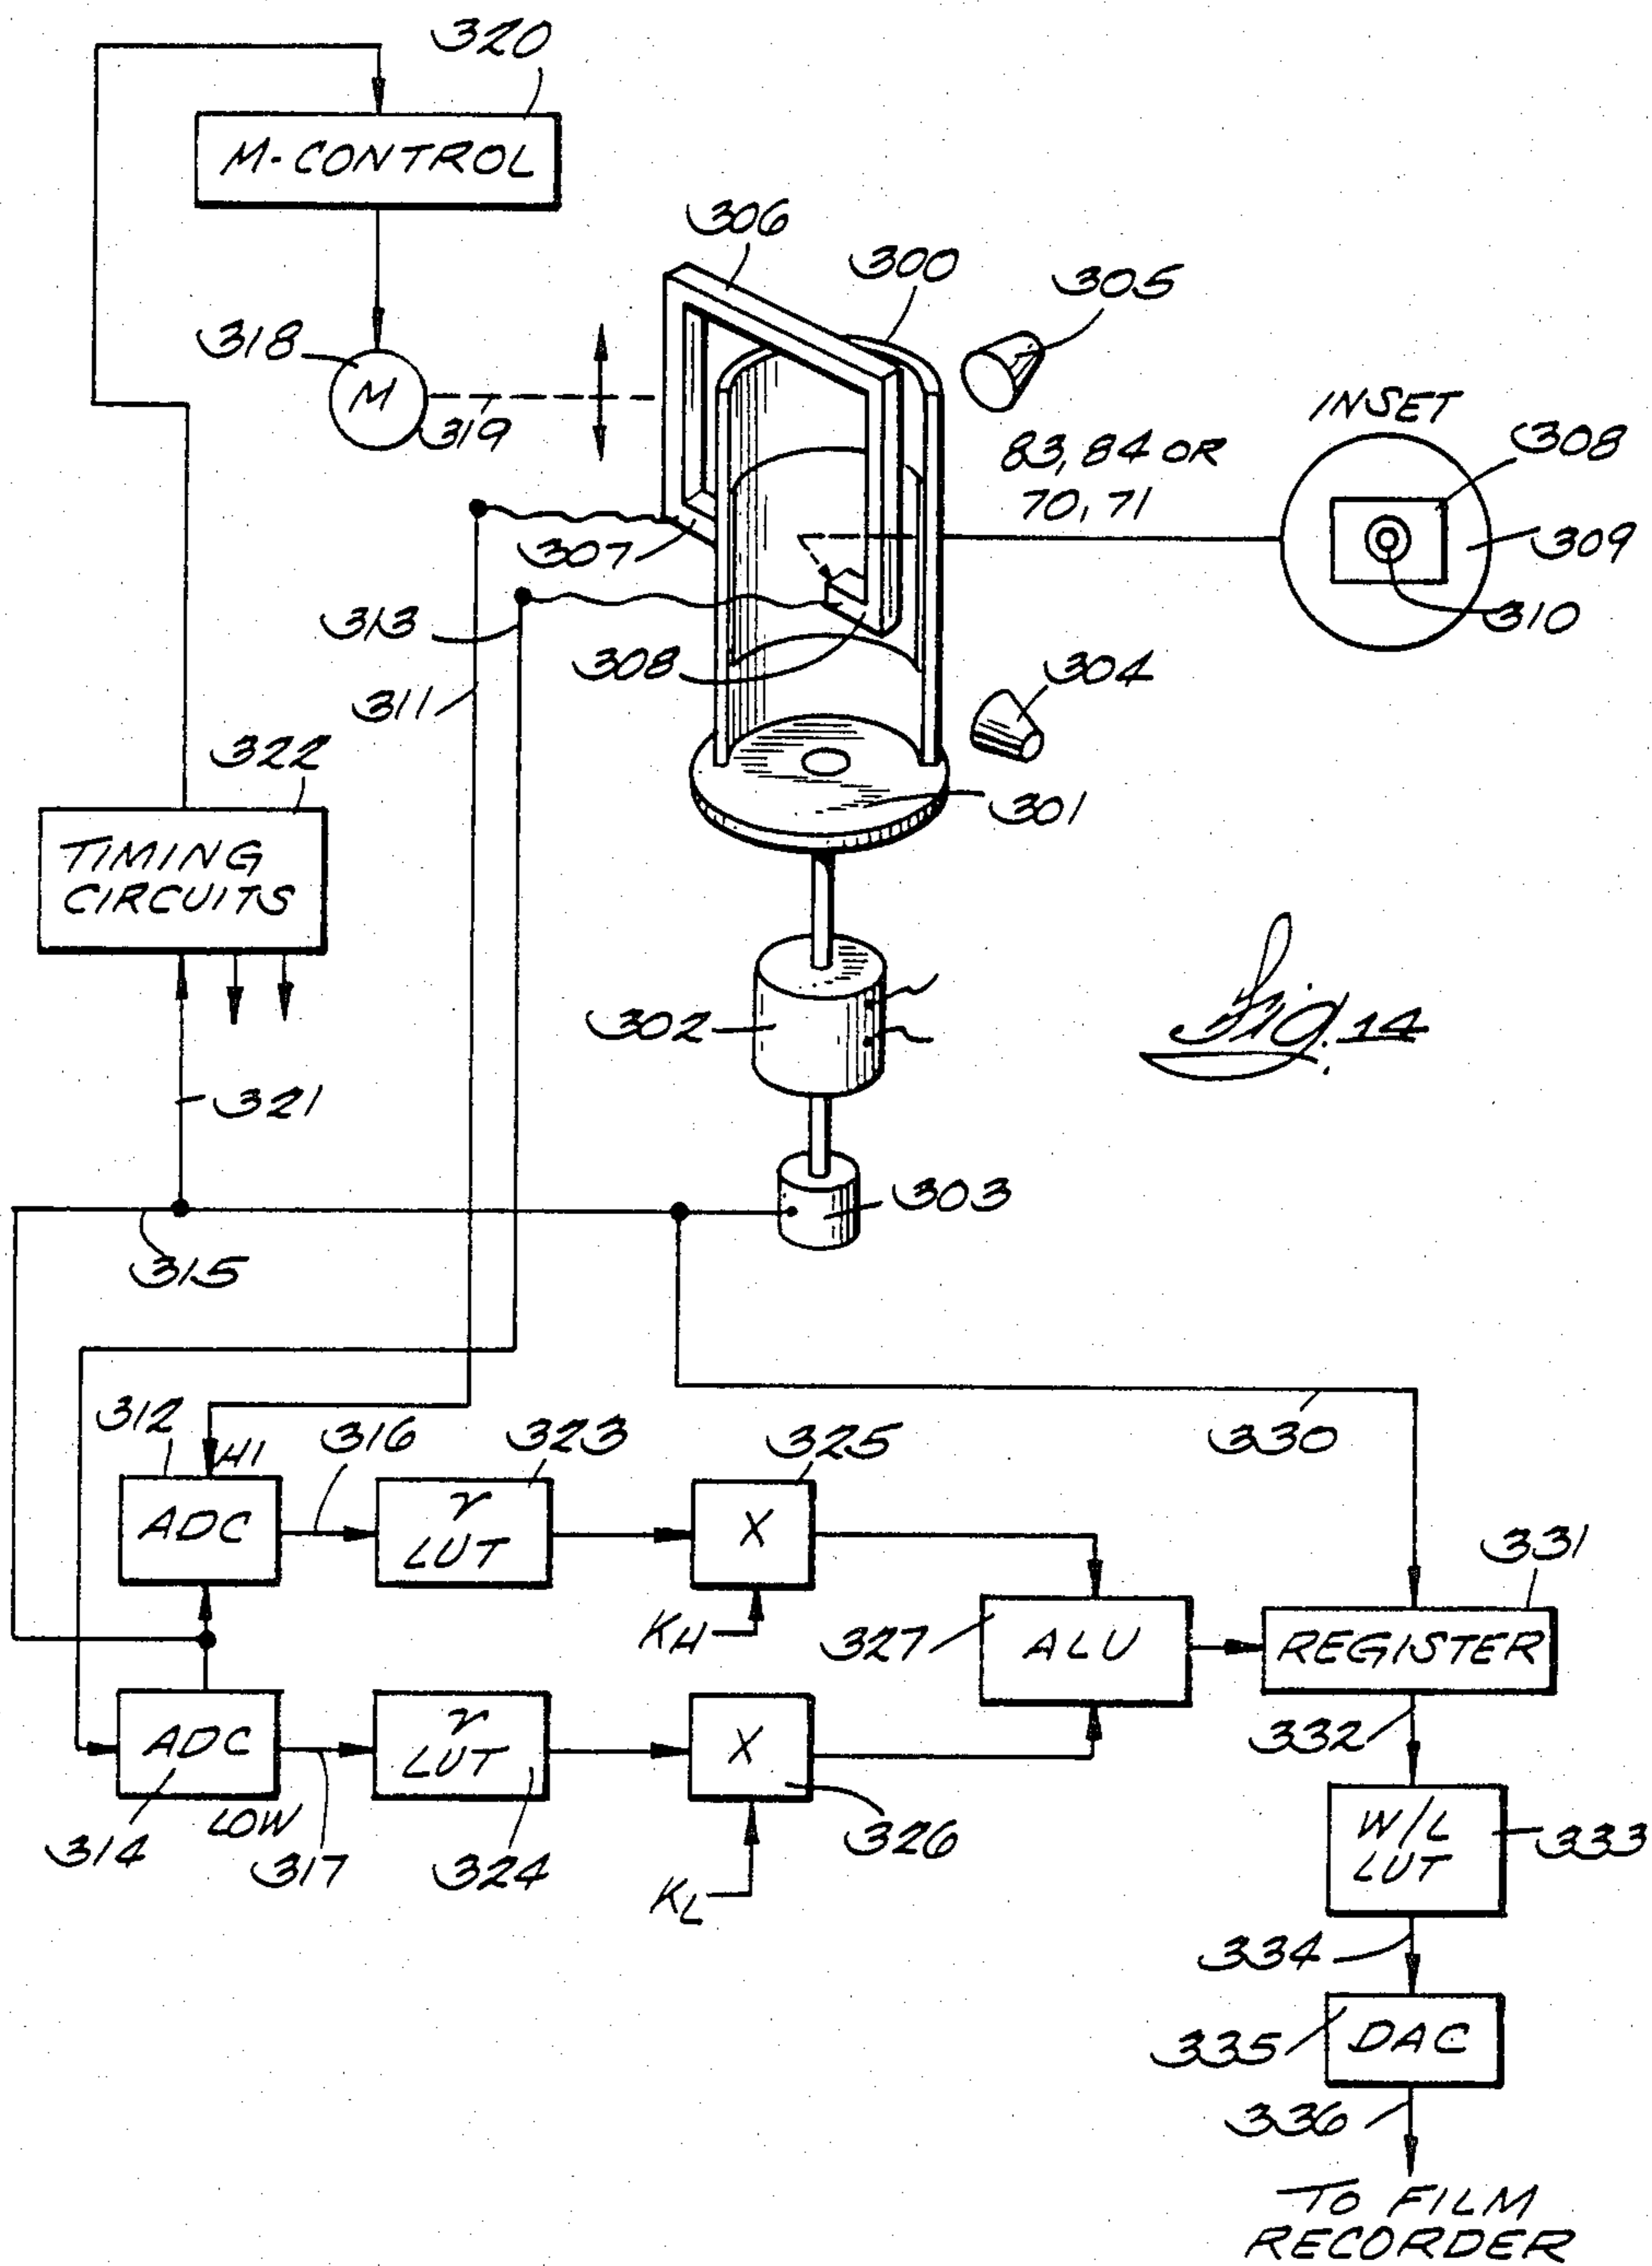 320
M-CONTROL
306
300
305
318
M
319
INSET
83, 84 OR
70, 71
308
309
310
307
313
308
311
304
322
TIMING
CIRCUITS
301
302
Fig. 14
321
303
315
312
HI
316
323
325
330
ADC
γ
LUT
X
331
KH
327
ALU
REGISTER
332
ADC
γ
LUT
X
LOW
314
317
324
326
W/L
LUT
333
KL
334
335
DAC
336
TO FILM
RECORDER